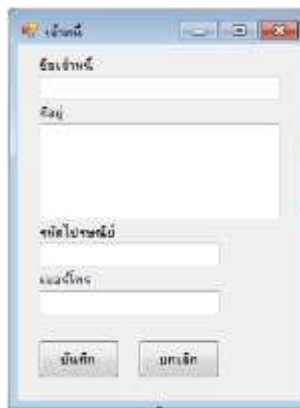 เจ้าหนี้
ชื่อเจ้าหนี้
ที่อยู่
รหัสไปรษณีย์
เบอร์โทร
บันทึก
ยกเลิก